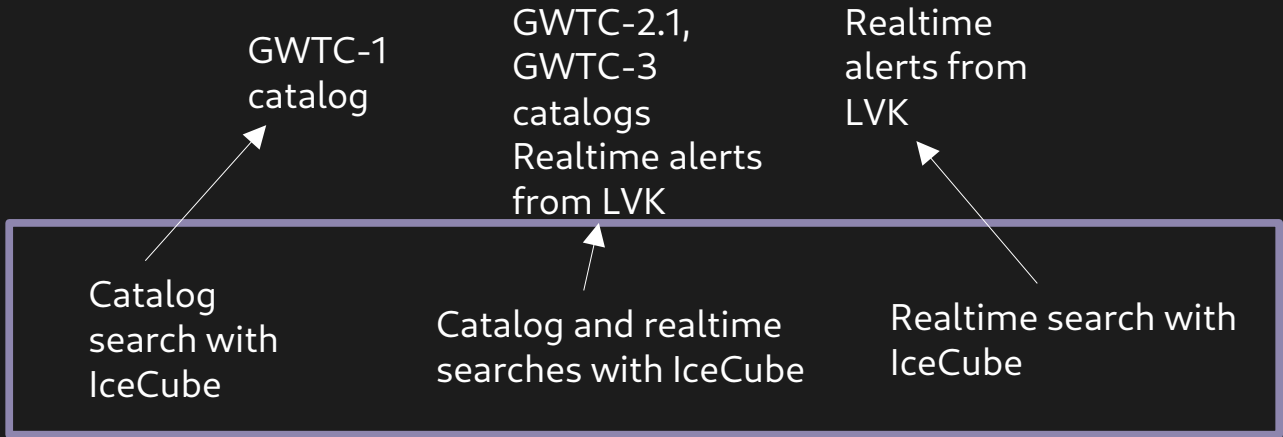 GWTC-1
catalog
GWTC-2.1,
GWTC-3
catalogs
Realtime alerts
from LVK
Realtime
alerts from
LVK
Catalog
search with
IceCube
Catalog and realtime
searches with IceCube
Realtime search with
IceCube